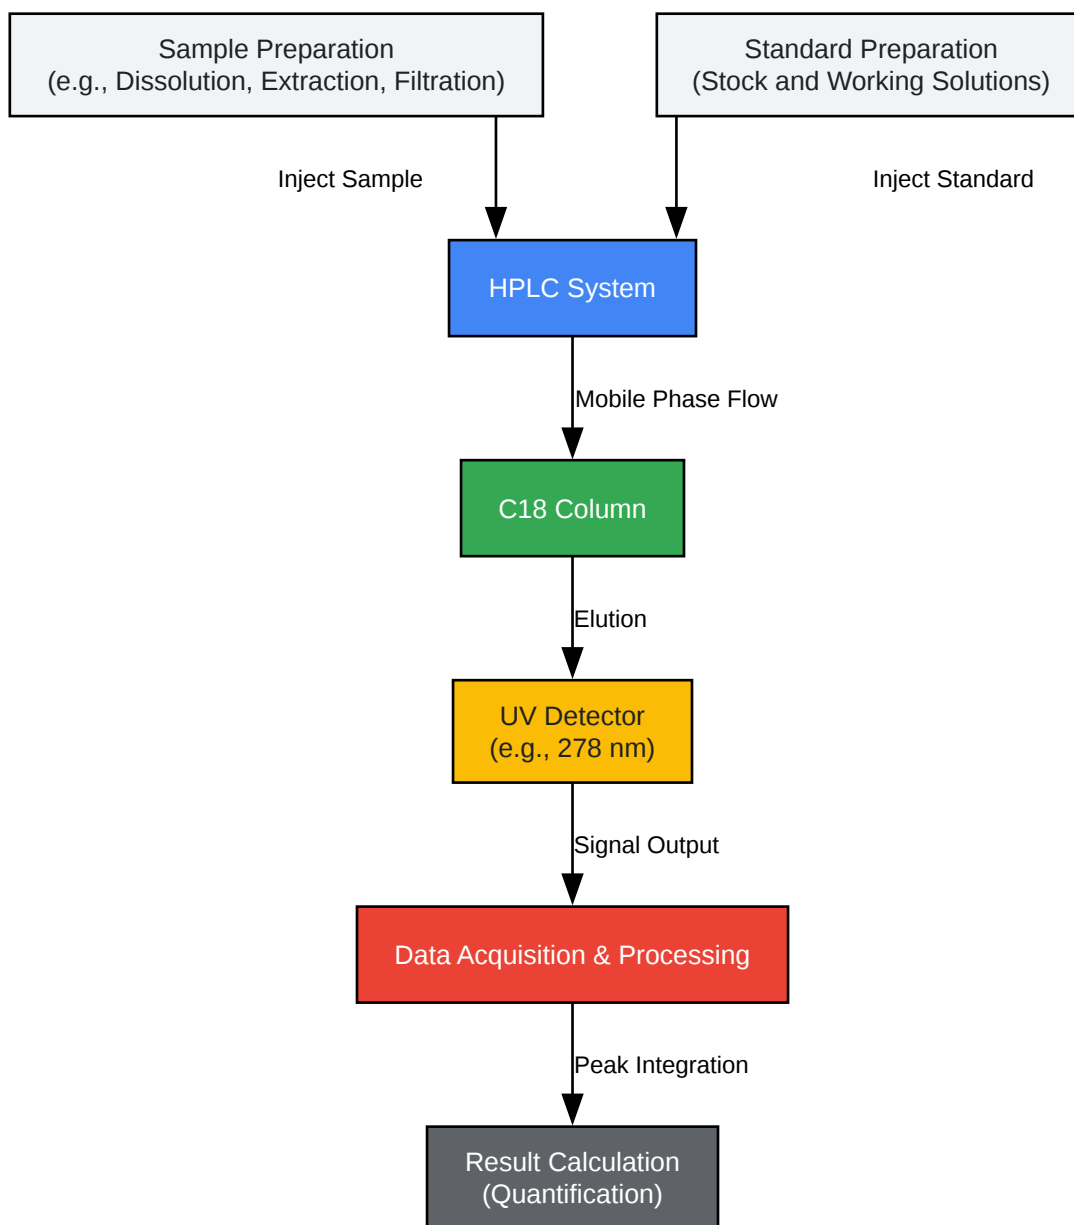 Sample Preparation
(e.g., Dissolution, Extraction, Filtration)
Standard Preparation
(Stock and Working Solutions)
Inject Sample
Inject Standard
HPLC System
Mobile Phase Flow
C18 Column
Elution
UV Detector
(e.g., 278 nm)
Signal Output
Data Acquisition & Processing
Peak Integration
Result Calculation
(Quantification)